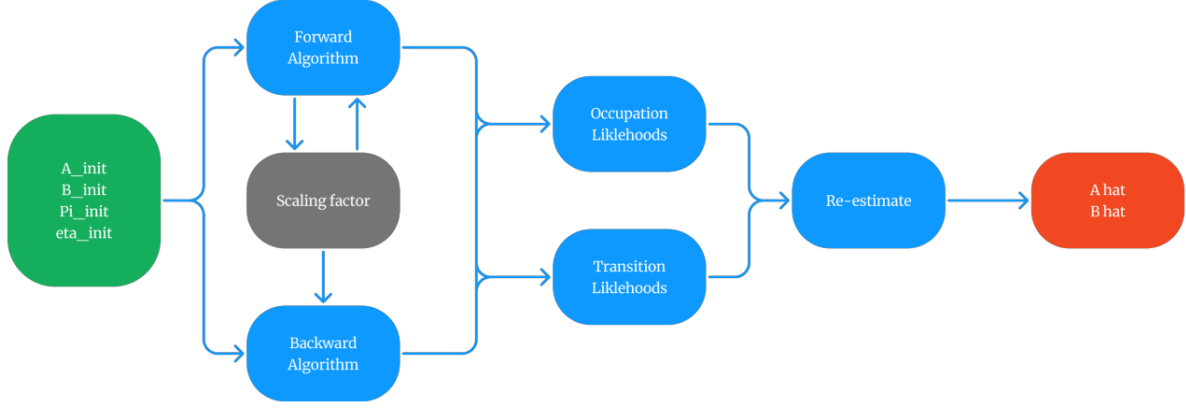 Forward
Algorithm
A_init
B_init
Pi_init
eta_init
Scaling factor
Backward
Algorithm
Occupation
Liklehoods
Transition
Liklehoods
Re-estimate
A hat
B hat